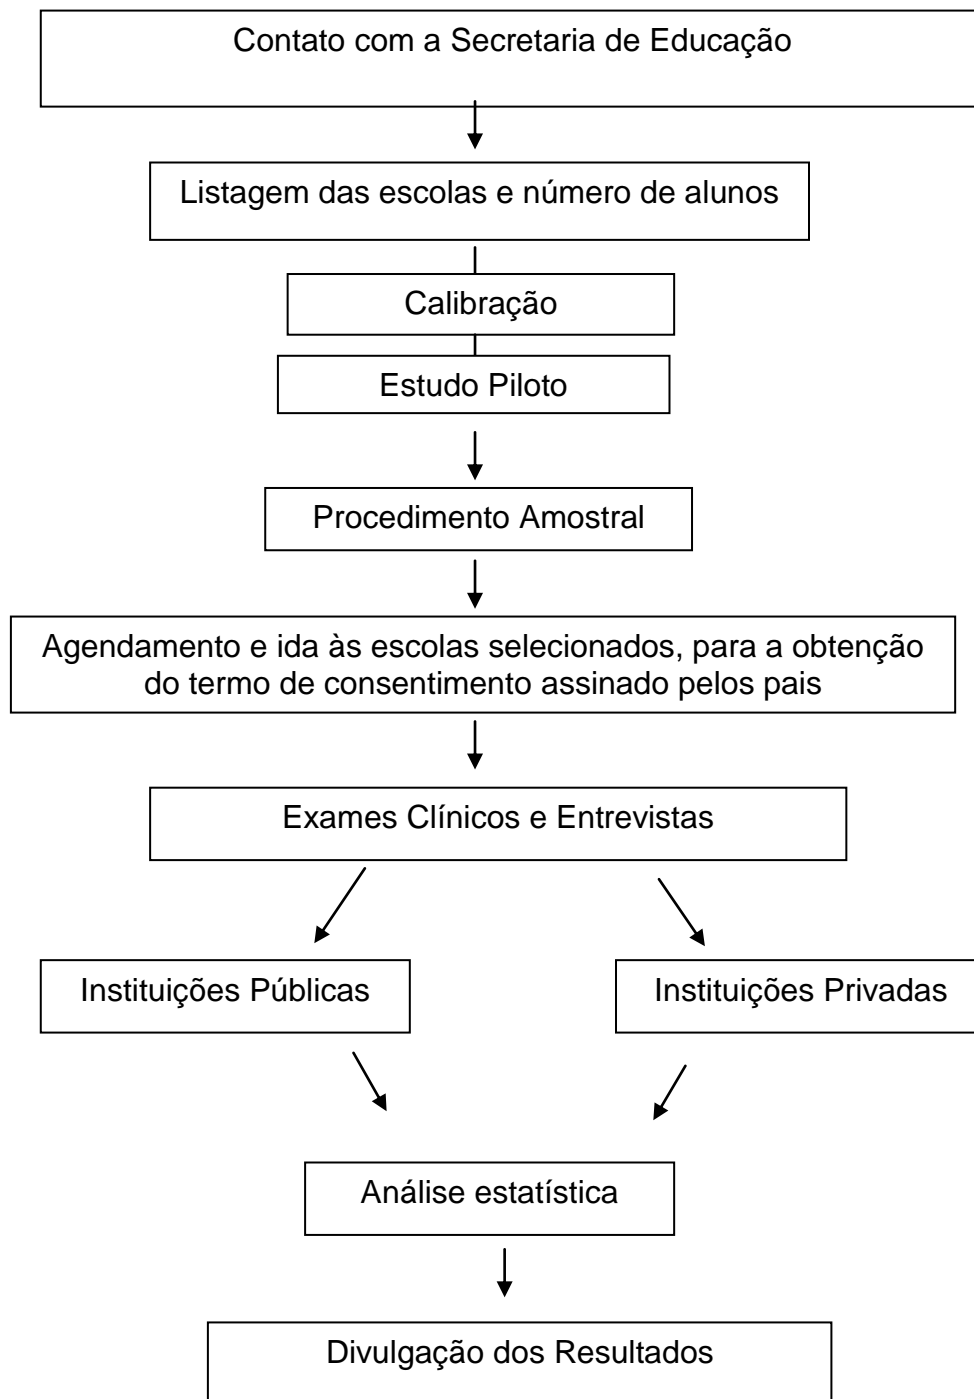 Contato com a Secretaria de Educação
Listagem das escolas e número de alunos
Calibração
Estudo Piloto
Procedimento Amostral
Agendamento e ida às escolas selecionados, para a obtenção
do termo de consentimento assinado pelos pais
Exames Clínicos e Entrevistas
Instituições Públicas
Instituições Privadas
Análise estatística
Divulgação dos Resultados